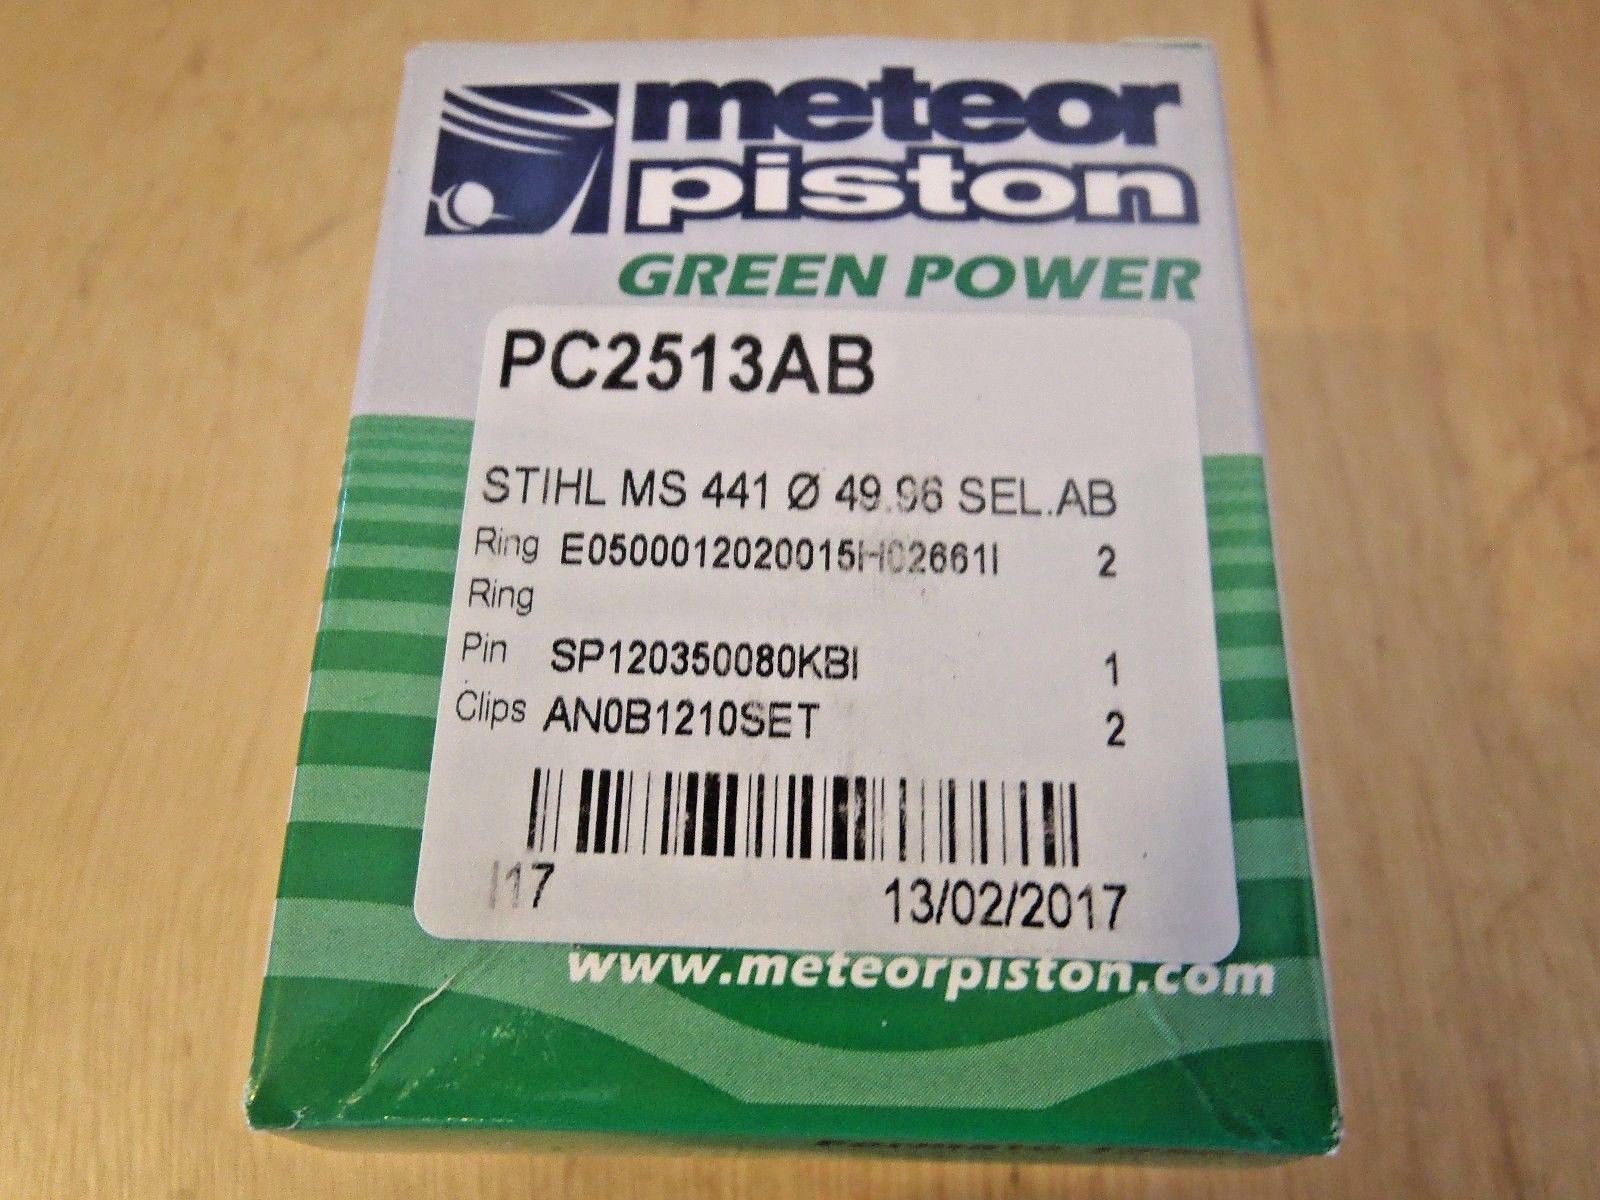 meteor
piston
GREEN POWER
PC2513AB
STIHL MS 441 Ø 49.96 SEL.AB
Ring E0500012020015H02661I 2
Ring
Pin SP120350080KBI 1
Clips AN0B1210SET 2
I17 13/02/2017
www.meteorpiston.com